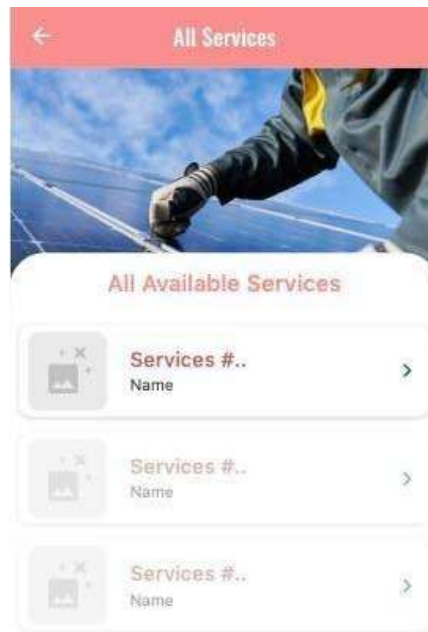 All Services
All Available Services
Services #..
Name
Services #..
Name
Services #..
Name